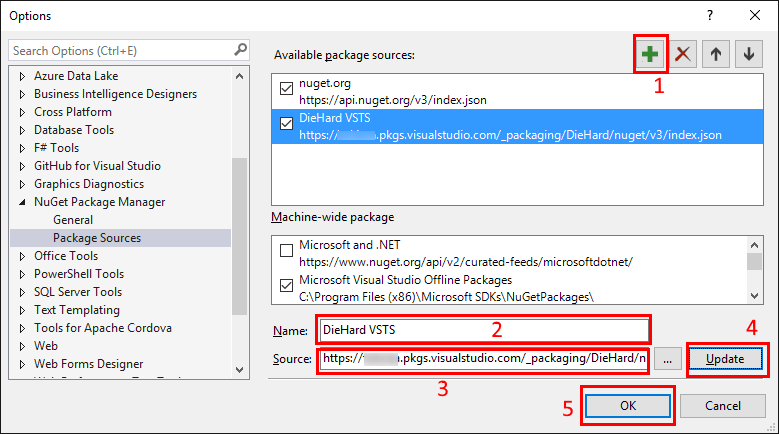 Options
?
Search Options (Ctrl+E)
Azure Data Lake
Business Intelligence Designers
Cross Platform
Database Tools
F# Tools
GitHub for Visual Studio
Graphics Diagnostics
NuGet Package Manager
General
Package Sources
Office Tools
PowerShell Tools
SQL Server Tools
Text Templating
Tools for Apache Cordova
Web
Web Forms Designer
Available package sources:
1
nuget.org
https://api.nuget.org/v3/index.json
DieHard VSTS
https:// .pkgs.visualstudio.com/_packaging/DieHard/nuget/v3/index.json
Machine-wide package
Microsoft and .NET
https://www.nuget.org/api/v2/curated-feeds/microsoftdotnet/
Microsoft Visual Studio Offline Packages
C:\Program Files (x86)\Microsoft SDKs\NuGetPackages\
Name: DieHard VSTS 2
4
Source: https:// a.pkgs.visualstudio.com/_packaging/DieHard/n ... Update
3
5 OK Cancel